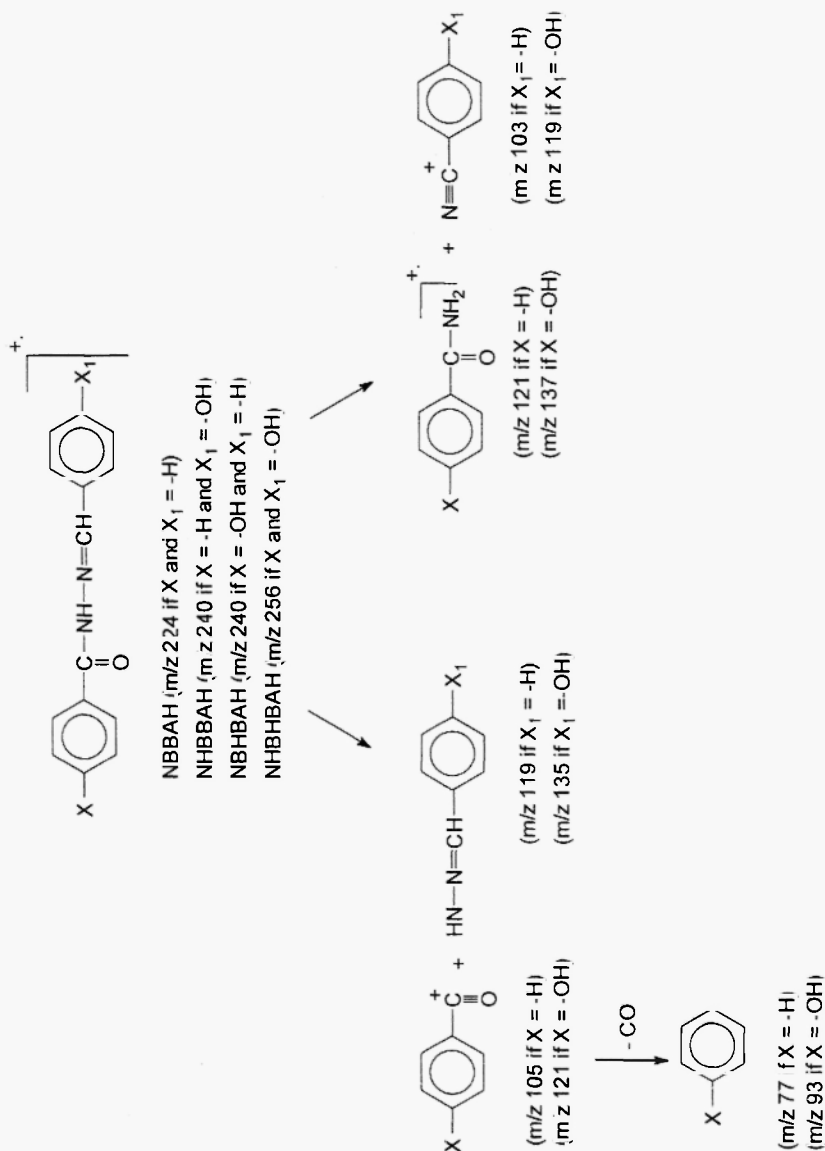 +.
X
C
O
NH
N
CH
X1
NBBAH (m/z 224 if X and X1 = -H)
NHBBAH (m z 240 if X = -H and X1 = -OH)
NBHBAH (m/z 240 if X = -OH and X1 = -H)
NHBHBAH (m/z 256 if X and X1 = -OH)
X
C
+
O
+
HN
N
CH
X1
(m/z 105 if X = -H)
(m z 121 if X = -OH)
(m/z 119 if X1 = -H)
(m/z 135 if X1 = -OH)
- CO
X
(m/z 77 if X = -H)
(m/z 93 if X = -OH)
+.
X
C
O
NH2
+
N
C
+
X1
(m/z 121 if X = -H)
(m/z 137 if X = -OH)
(m z 103 if X1 = -H)
(m z 119 if X1 = -OH)